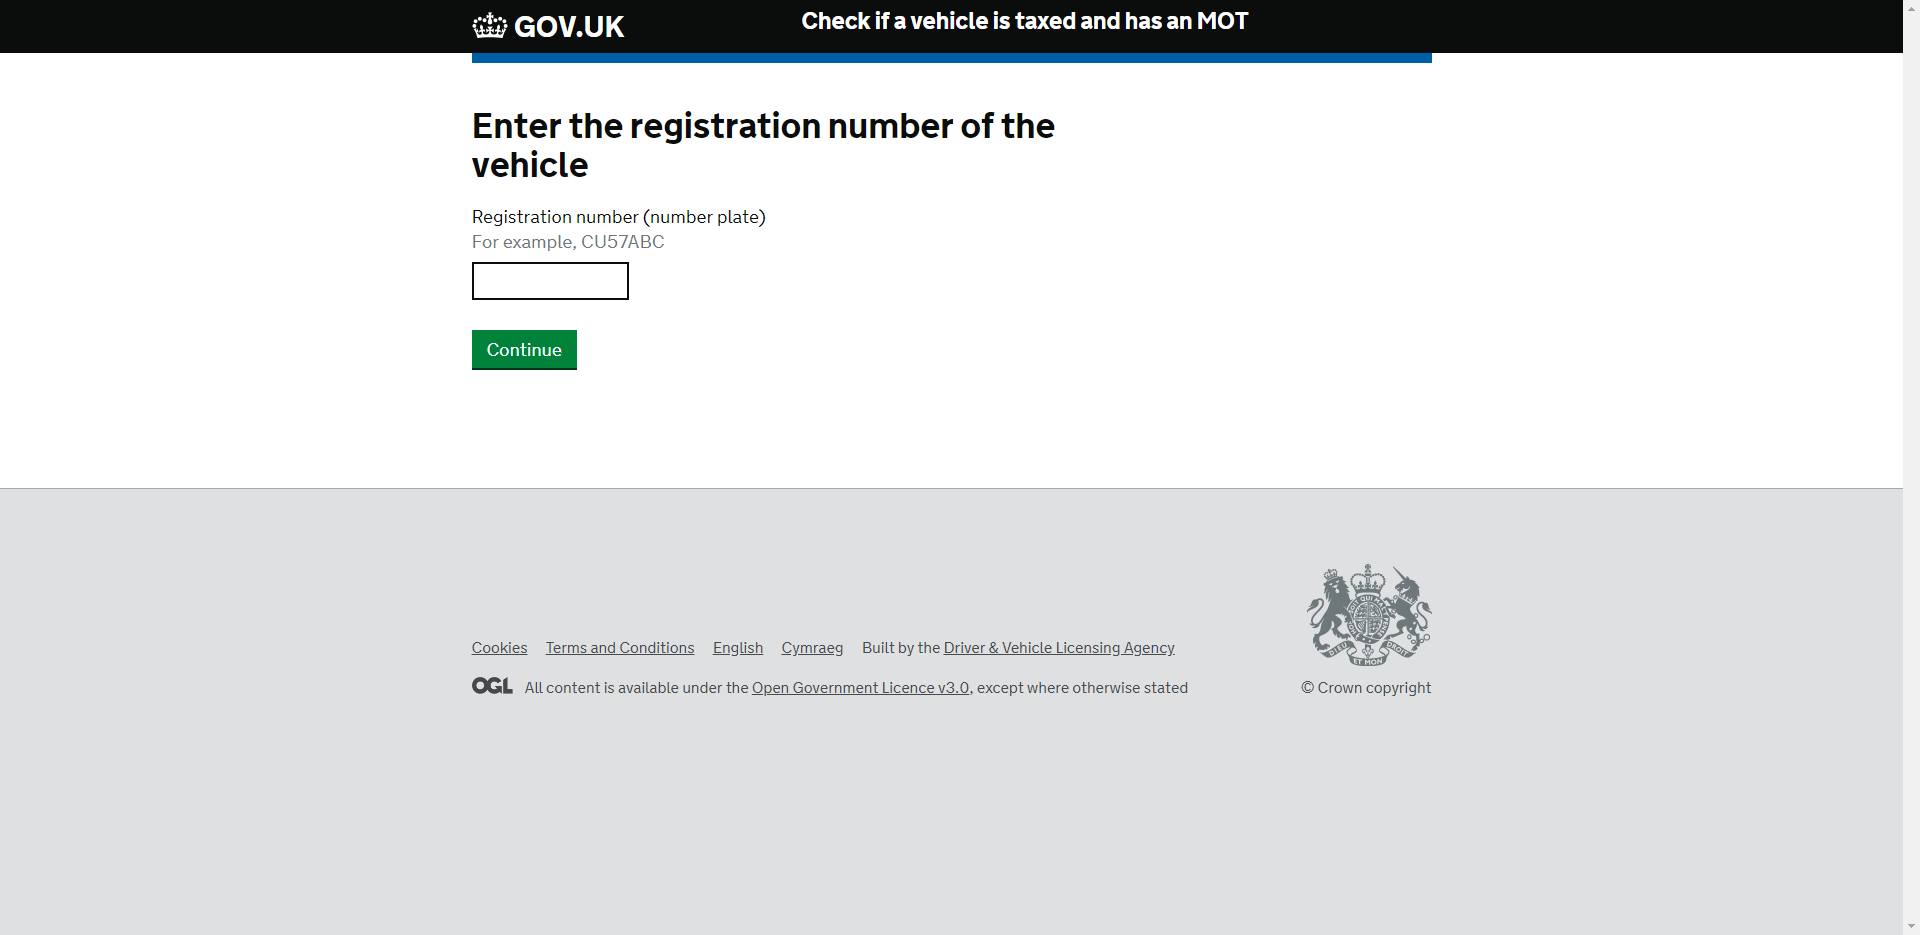 GOV.UK
Check if a vehicle is taxed and has an MOT
Enter the registration number of the
vehicle
Registration number (number plate)
For example, CU57ABC
Continue
Cookies Terms and Conditions English Cymraeg Built by the Driver & Vehicle Licensing Agency
OGL All content is available under the Open Government Licence v3.0, except where otherwise stated
© Crown copyright